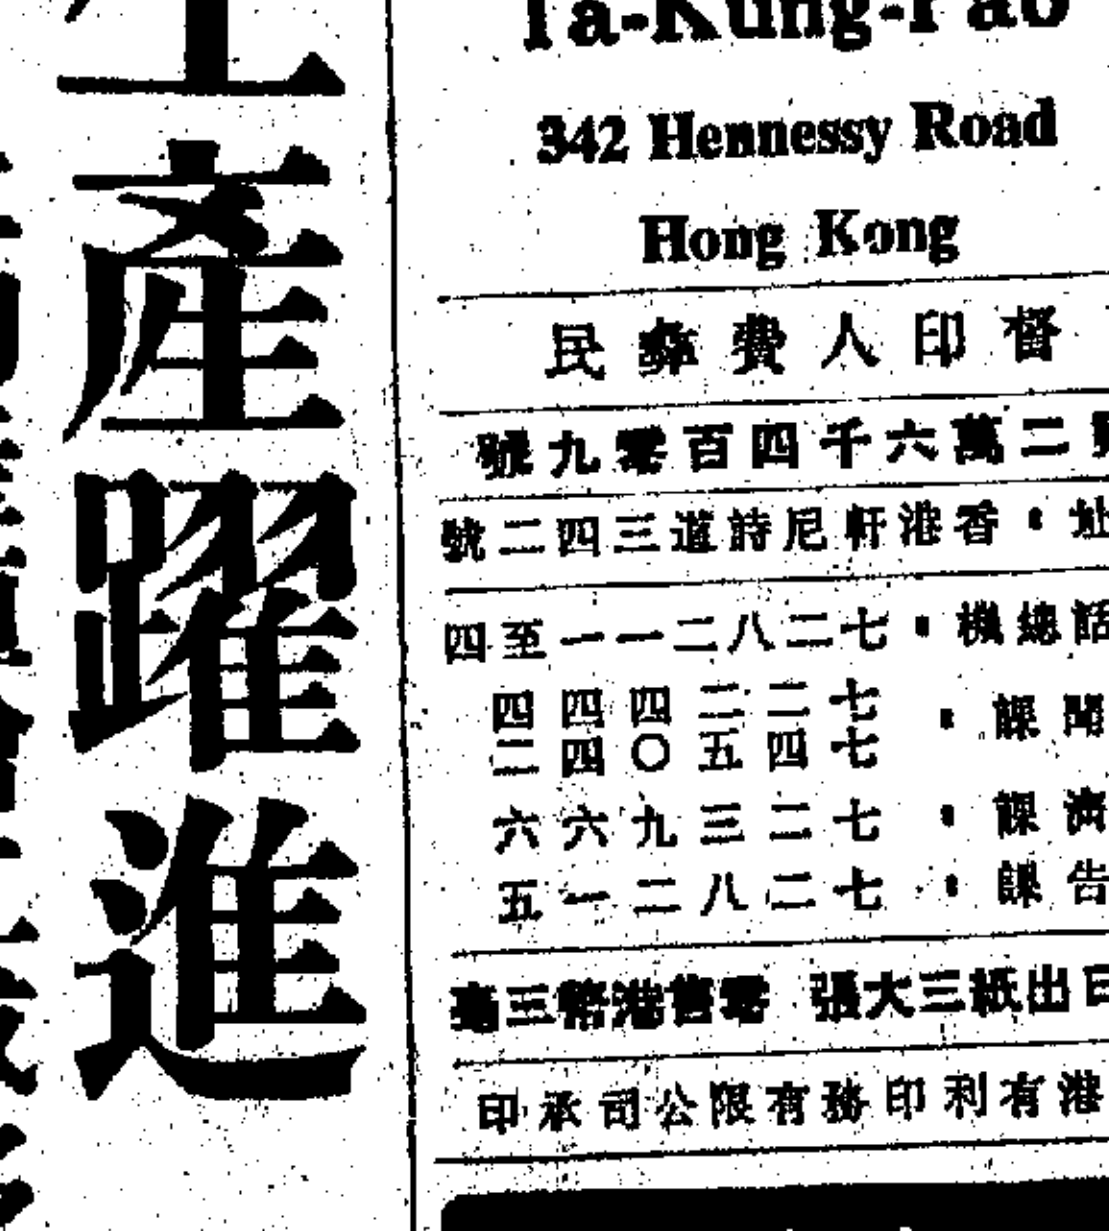 Ta-Kung-Pao
342 Hennessy Road
Hong Kong
督印人費彝民
號二萬六千四百零九號
址：香港軒尼詩道三四二號
話總機：七二八二一一至四
聞課：七二二四四四
七四五〇四二
濟課：七二三九六六
告課：七二八二一五
日出紙三大張 零售港幣三毫
港有利印務有限公司承印
產躍進